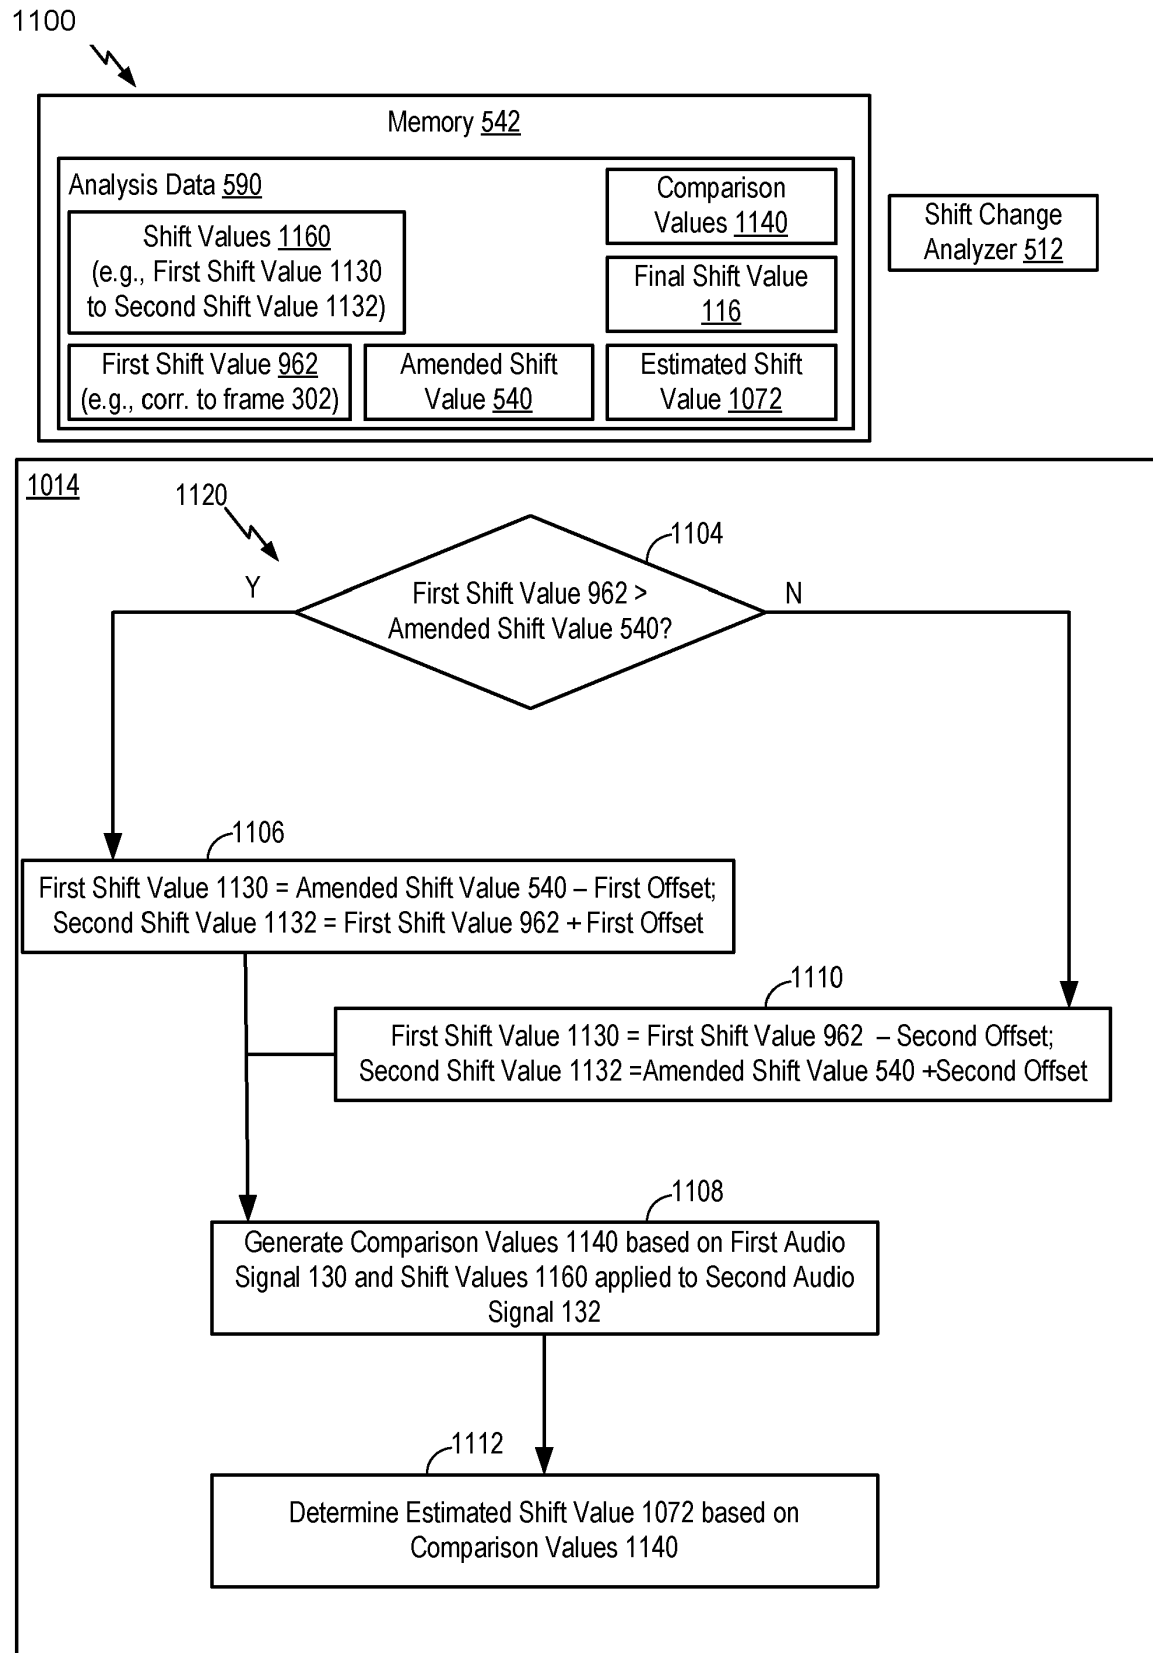 1100
Memory 542
Analysis Data 590
Shift Values 1160
(e.g., First Shift Value 1130
to Second Shift Value 1132)
Comparison
Values 1140
Final Shift Value
116
First Shift Value 962
(e.g., corr. to frame 302)
Amended Shift
Value 540
Estimated Shift
Value 1072
Shift Change
Analyzer 512
1014
1120
1104
Y
First Shift Value 962 >
Amended Shift Value 540?
N
1106
First Shift Value 1130 = Amended Shift Value 540 – First Offset;
Second Shift Value 1132 = First Shift Value 962 + First Offset
1110
First Shift Value 1130 = First Shift Value 962 – Second Offset;
Second Shift Value 1132 =Amended Shift Value 540 +Second Offset
1108
Generate Comparison Values 1140 based on First Audio
Signal 130 and Shift Values 1160 applied to Second Audio
Signal 132
1112
Determine Estimated Shift Value 1072 based on
Comparison Values 1140